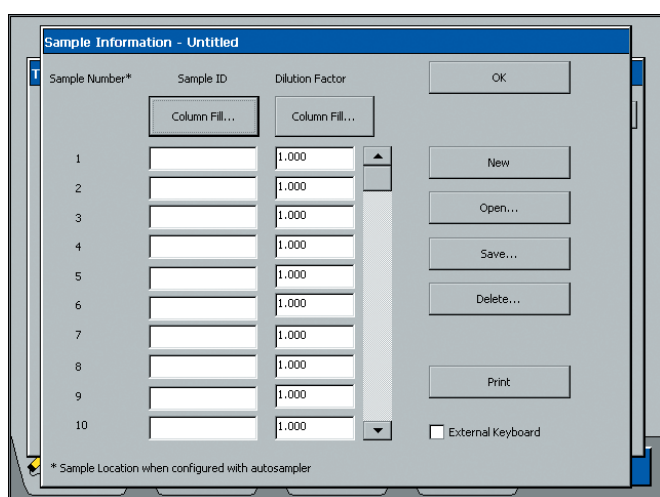 Sample Information - Untitled
T
Sample Number* Sample ID Dilution Factor OK
Column Fill... Column Fill...
1 1.000 New
2 1.000
3 1.000 Open...
4 1.000 Save...
5 1.000
6 1.000 Delete...
7 1.000
8 1.000 Print
9 1.000
10 1.000 External Keyboard
* Sample Location when configured with autosampler